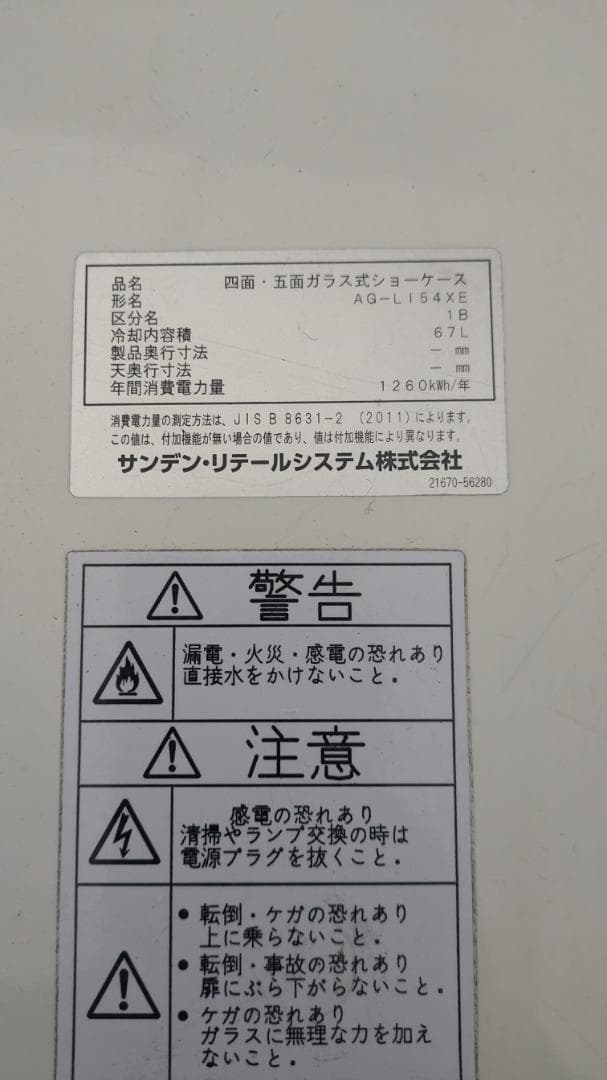 品名 四面・五面ガラス式ショーケース
形名 AG-LI54XE
区分名 1B
冷却内容積 67L
製品奥行寸法 - mm
天奥行寸法 - mm
年間消費電力量 1260kWh/年
消費電力量の測定方法は、JIS B 8631-2 (2011)によります。
この値は、付加機能が無い場合の値であり、値は付加機能により異なります。
サンデン・リテールシステム株式会社
21670-56280
警告
漏電・火災・感電の恐れあり
直接水をかけないこと.
注意
感電の恐れあり
清掃やランプ交換の時は
電源プラグを抜くこと.
● 転倒・ケガの恐れあり
上に乗らないこと.
● 転倒・事故の恐れあり
扉にぶら下がらないこと.
● ケガの恐れあり
ガラスに無理な力を加え
ないこと.